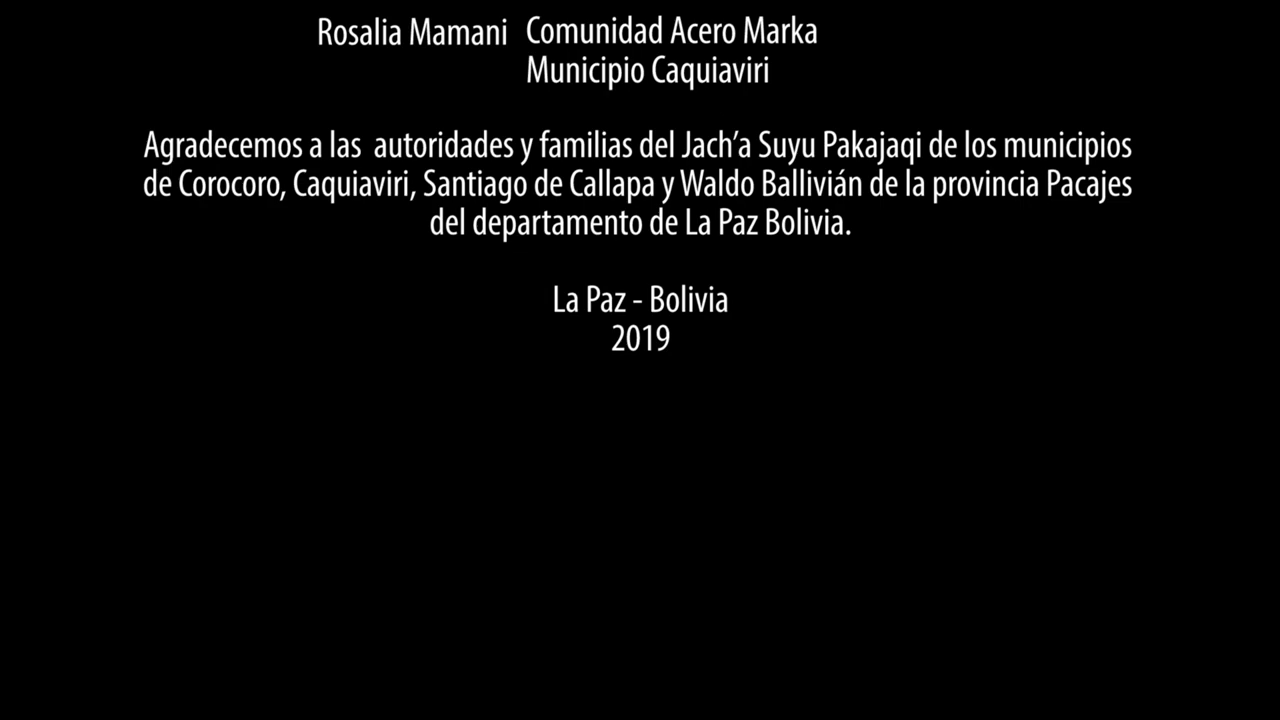 Rosalia Mamani Comunidad Acero Marka
Municipio Caquiaviri
Agradecemos a las autoridades y familias del Jach’a Suyu Pakajaqi de los municipios
de Corocoro, Caquiaviri, Santiago de Callapa y Waldo Ballivián de la provincia Pacajes
del departamento de La Paz Bolivia.
La Paz - Bolivia
2019